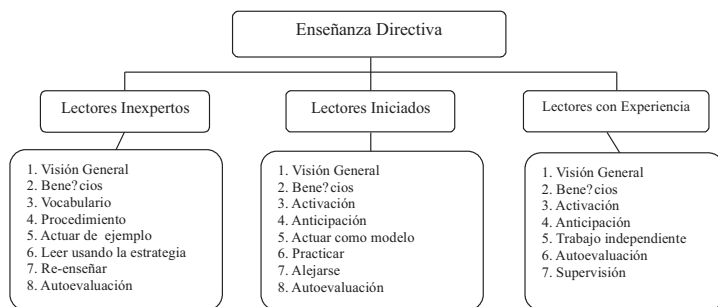 Enseñanza Directiva
Lectores Inexpertos
1. Visión General
2. Bene?cios
3. Vocabulario
4. Procedimiento
5. Actuar de ejemplo
6. Leer usando la estrategia
7. Re-enseñar
8. Autoevaluación
Lectores Iniciados
1. Visión General
2. Bene?cios
3. Activación
4. Anticipación
5. Actuar como modelo
6. Practicar
7. Alejarse
8. Autoevaluación
Lectores con Experiencia
1. Visión General
2. Bene?cios
3. Activación
4. Anticipación
5. Trabajo independiente
6. Autoevaluación
7. Supervisión